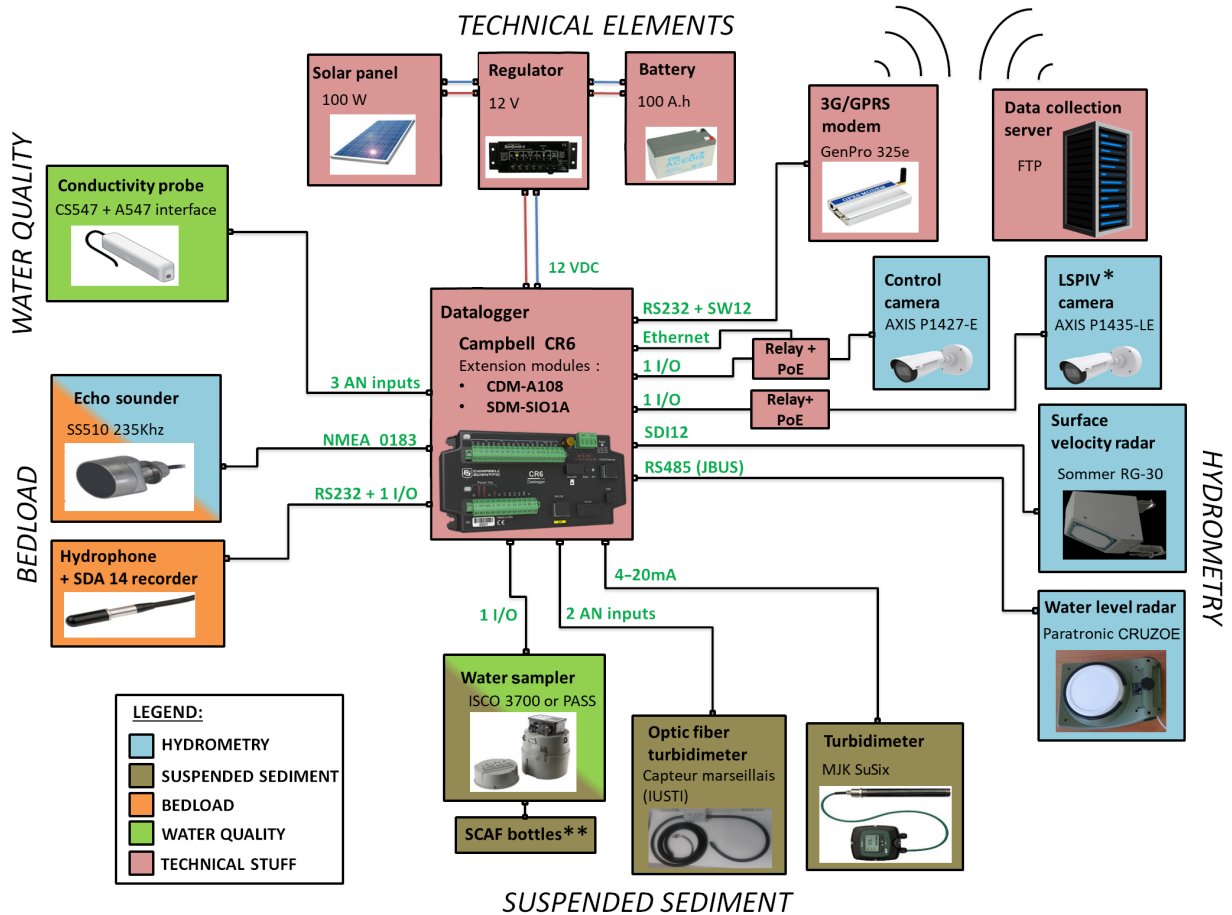 TECHNICAL ELEMENTS
Solar panel
100 W
Regulator
12 V
Battery
100 A.h
3G/GPRS
modem
GenPro 325e
Data collection
server
FTP
WATER QUALITY
Conductivity probe
CS547 + A547 interface
12 VDC
Datalogger
Campbell CR6
Extension modules :
• CDM-A108
• SDM-SIO1A
CAMPBELL
SCIENTIFIC
CR6
Datalogger
RS232 + SW12
Ethernet
1 I/O
1 I/O
SDI12
RS485 (JBUS)
Relay +
PoE
Relay+
PoE
Control
camera
AXIS P1427-E
LSPIV*
camera
AXIS P1435-LE
3 AN inputs
NMEA 0183
RS232 + 1 I/O
Echo sounder
SS510 235Khz
BEDLOAD
Hydrophone
+ SDA 14 recorder
Surface
velocity radar
Sommer RG-30
HYDROMETRY
Water level radar
Paratronic CRUZOE
4-20mA
1 I/O
2 AN inputs
Water sampler
ISCO 3700 or PASS
SCAF bottles**
Optic fiber
turbidimeter
Capteur marseillais
(IUSTI)
Turbidimeter
MJK SuSix
LEGEND:
HYDROMETRY
SUSPENDED SEDIMENT
BEDLOAD
WATER QUALITY
TECHNICAL STUFF
SUSPENDED SEDIMENT